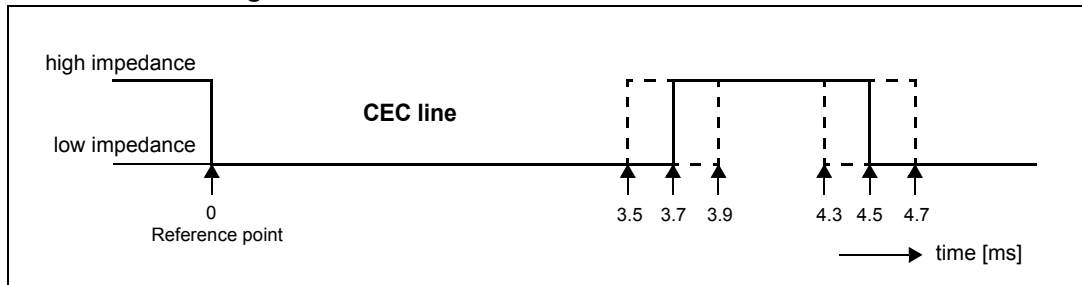 high impedance
CEC line
low impedance
0
Reference point
3.5 3.7 3.9 4.3 4.5 4.7
time [ms]